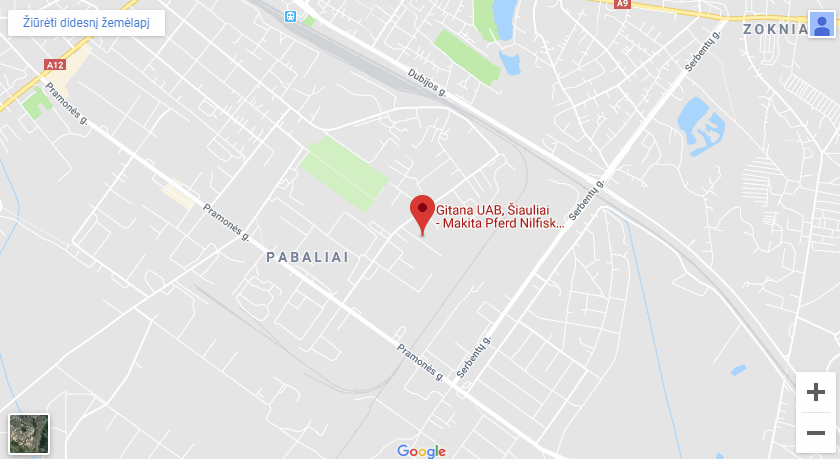 Žiūrėti didesnį žemėlapį
A9
ZOKNIA
Serbentų g.
A12
Dubijos g.
Pramonės g.
Serbentų g.
Pramonės g.
Gitana UAB, Šiauliai
- Makita Pferd Nilfisk...
PABALIAI
Serbentų g.
Pramonės g.
Google